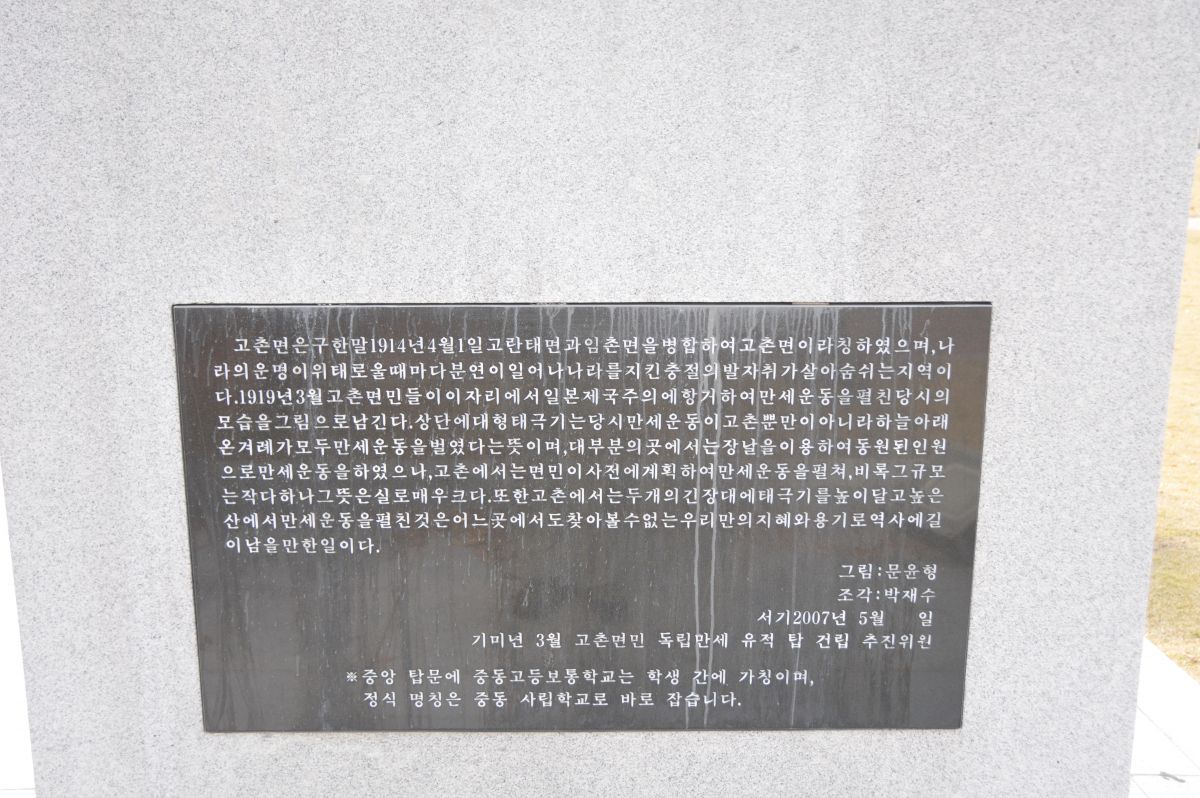 고촌면은구한말1914년4월1일고란태면과임촌면을병합하여고촌면이라칭하였으며,나
라의운명이위태로울때마다분연이일어나나라를지킨충절의발자취가살아숨쉬는지역이
다.1919년3월고촌면민들이이자리에서일본제국주의에항거하여만세운동을펼친당시의
모습을그림으로남긴다.상단에대형태극기는당시만세운동이고촌뿐만이아니라하늘아래
온겨레가모두만세운동을벌였다는뜻이며,대부분의곳에서는장날을이용하여동원된인원
으로만세운동을하였으나,고촌에서는면민이사전에계획하여만세운동을펼쳐,비록그규모
는작다하나그뜻은실로매우크다.또한고촌에서는두개의긴장대에태극기를높이달고높은
산에서만세운동을펼친것은어느곳에서도찾아볼수없는우리만의지혜와용기로역사에길
이남을만한일이다.
그림:문윤형
조각:박재수
서기2007년 5월 일
기미년 3월 고촌면민 독립만세 유적 탑 건립 추진위원
※중앙 탑문에 중동고등보통학교는 학생 간에 가칭이며,
정식 명칭은 중동 사립학교로 바로 잡습니다.